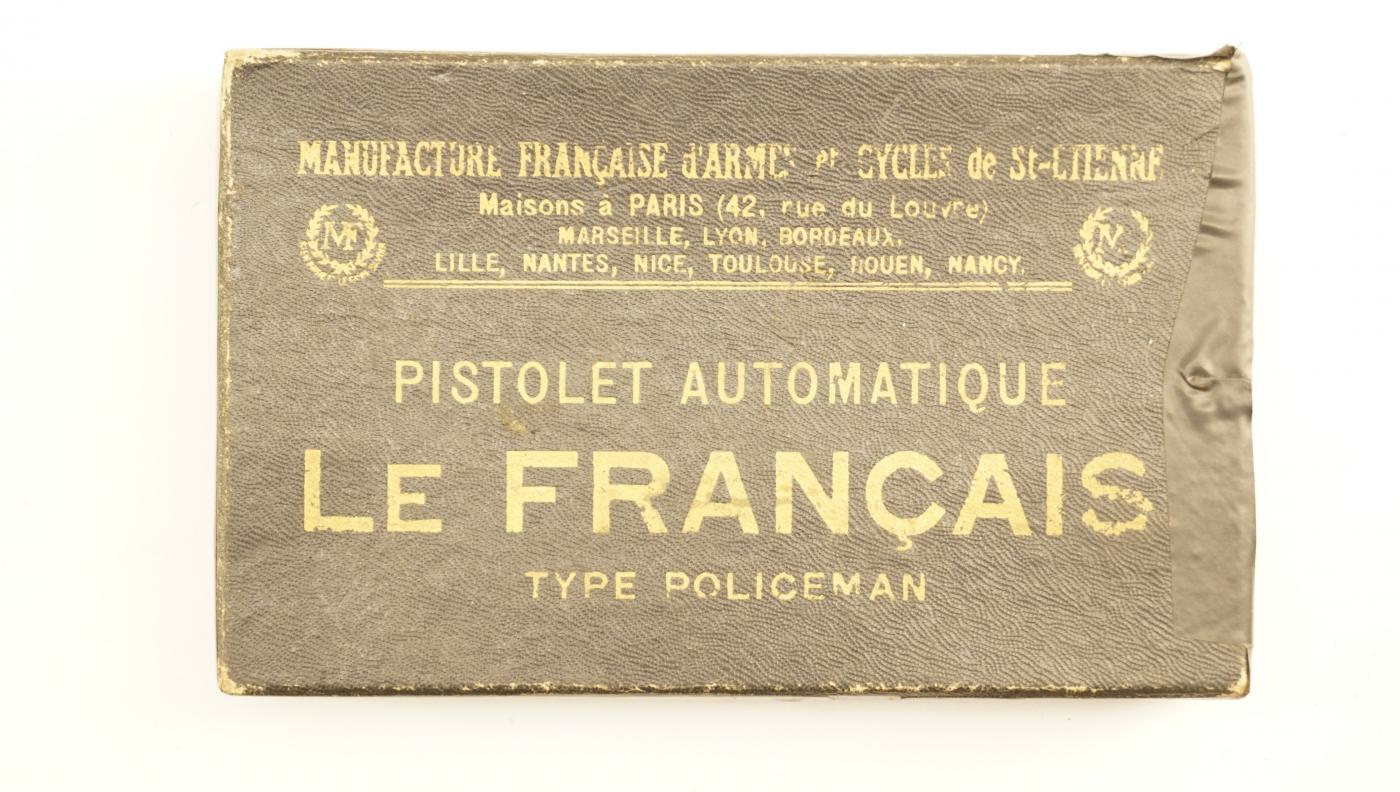 MANUFACTURE FRANÇAISE d'ARMES et CYCLES de St-ETIENNE
Maisons à PARIS (42, rue du Louvre)
MF
MARSEILLE, LYON, BORDEAUX,
LILLE, NANTES, NICE, TOULOUSE, ROUEN, NANCY.
PISTOLET AUTOMATIQUE
LE FRANÇAIS
TYPE POLICEMAN